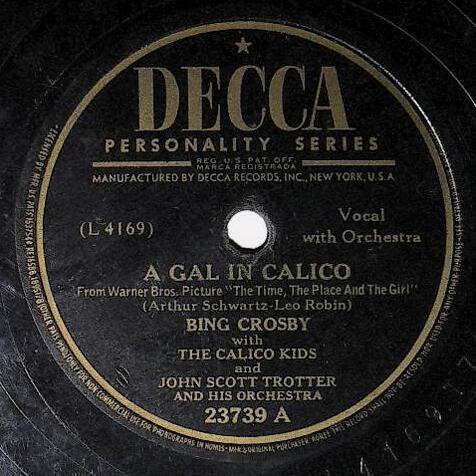 DECCA
PERSONALITY SERIES
REG. U.S. PAT. OFF.
MARCA REGISTRADA
MANUFACTURED BY DECCA RECORDS, INC., NEW YORK, U.S.A.
(L 4169)
Vocal
with Orchestra
A GAL IN CALICO
From Warner Bros. Picture "The Time, The Place And The Girl"
(Arthur Schwartz-Leo Robin)
BING CROSBY
with
THE CALICO KIDS
and
JOHN SCOTT TROTTER
AND HIS ORCHESTRA
23739 A